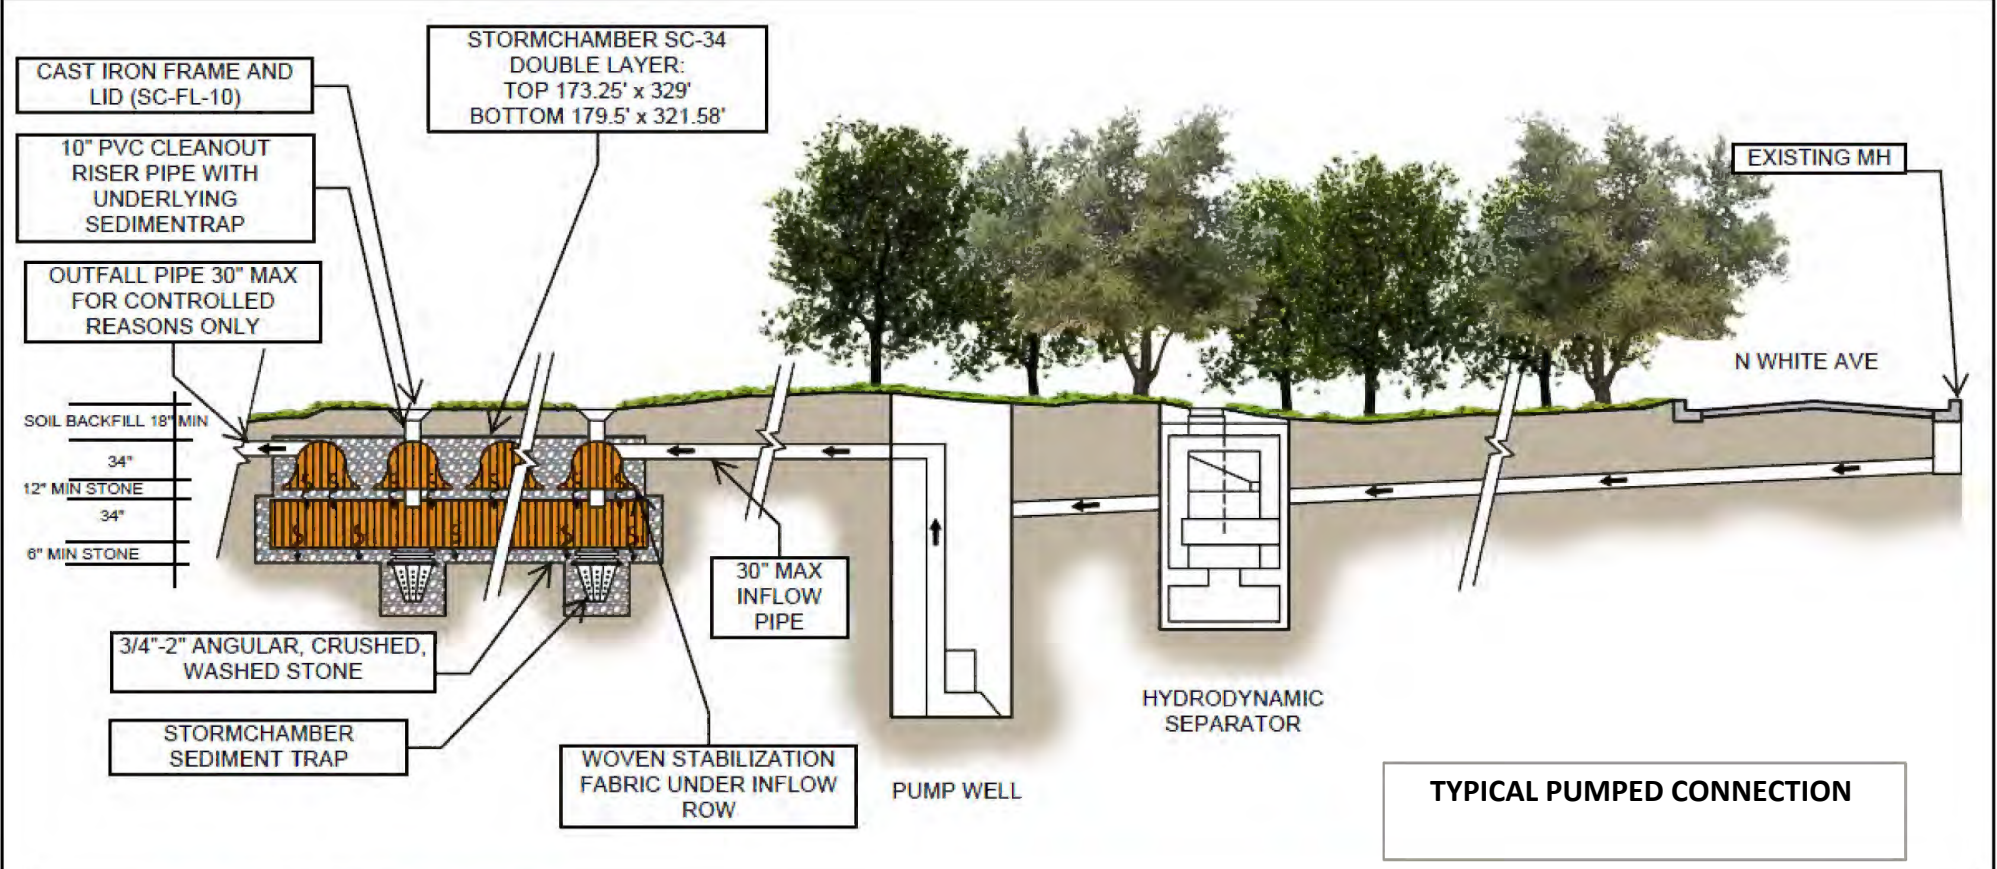 STORMCHAMBER SC-34
DOUBLE LAYER:
TOP 173.25' x 329'
BOTTOM 179.5' x 321.58'
CAST IRON FRAME AND
LID (SC-FL-10)
10" PVC CLEANOUT
RISER PIPE WITH
UNDERLYING
SEDIMENTRAP
EXISTING MH
OUTFALL PIPE 30" MAX
FOR CONTROLLED
REASONS ONLY
N WHITE AVE
SOIL BACKFILL 18" MIN
34"
12" MIN STONE
34"
6" MIN STONE
30" MAX
INFLOW
PIPE
3/4"-2" ANGULAR, CRUSHED,
WASHED STONE
HYDRODYNAMIC
SEPARATOR
STORMCHAMBER
SEDIMENT TRAP
WOVEN STABILIZATION
FABRIC UNDER INFLOW
ROW
PUMP WELL
TYPICAL PUMPED CONNECTION